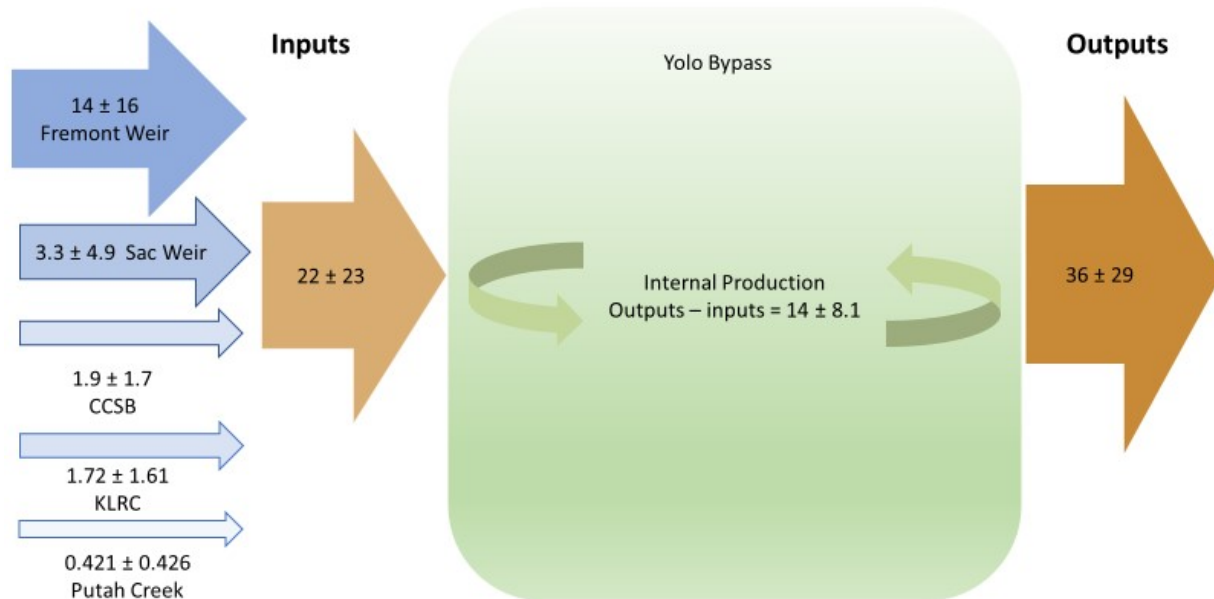 Inputs
Outputs
Yolo Bypass
14 ± 16
Fremont Weir
3.3 ± 4.9 Sac Weir
1.9 ± 1.7
CCSB
1.72 ± 1.61
KLRC
0.421 ± 0.426
Putah Creek
22 ± 23
Internal Production
Outputs – inputs = 14 ± 8.1
36 ± 29